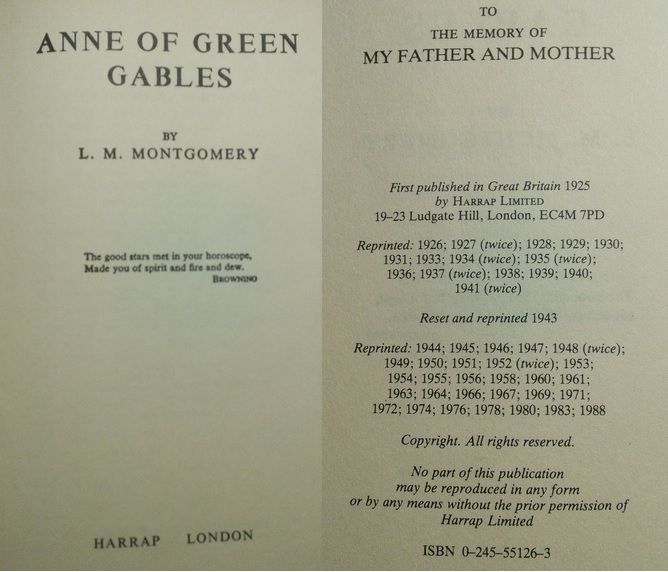 ANNE OF GREEN
GABLES
BY
L. M. MONTGOMERY
The good stars met in your horoscope,
Made you of spirit and fire and dew.
BROWNING
HARRAP LONDON
TO
THE MEMORY OF
MY FATHER AND MOTHER
First published in Great Britain 1925
by HARRAP LIMITED
19–23 Ludgate Hill, London, EC4M 7PD
Reprinted: 1926; 1927 (twice); 1928; 1929; 1930;
1931; 1933; 1934 (twice); 1935 (twice);
1936; 1937 (twice); 1938; 1939; 1940;
1941 (twice)
Reset and reprinted 1943
Reprinted: 1944; 1945; 1946; 1947; 1948 (twice);
1949; 1950; 1951; 1952 (twice); 1953;
1954; 1955; 1956; 1958; 1960; 1961;
1963; 1964; 1966; 1967; 1969; 1971;
1972; 1974; 1976; 1978; 1980; 1983; 1988
Copyright. All rights reserved.
No part of this publication
may be reproduced in any form
or by any means without the prior permission of
Harrap Limited
ISBN 0–245–55126–3